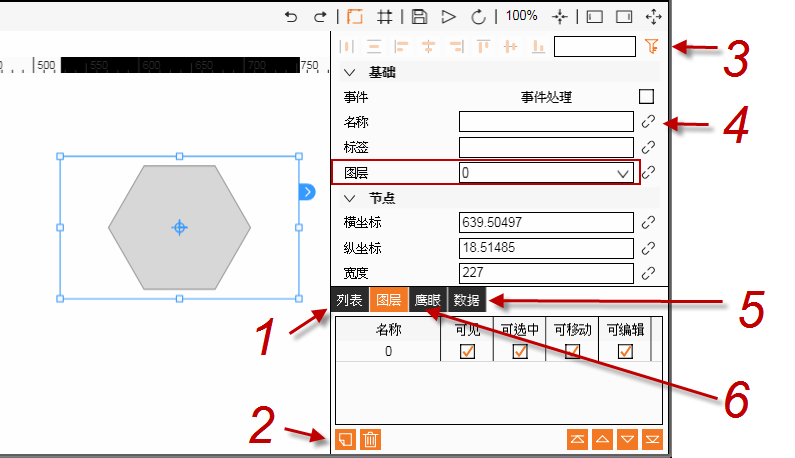 100%
500 550 600 650 700 750
3
基础
事件 事件处理
名称
4
标签
图层 0
节点
横坐标 639.50497
纵坐标 18.51485
宽度 227
列表 图层 鹰眼 数据
5
1
名称 可见 可选中 可移动 可编辑
0
6
2